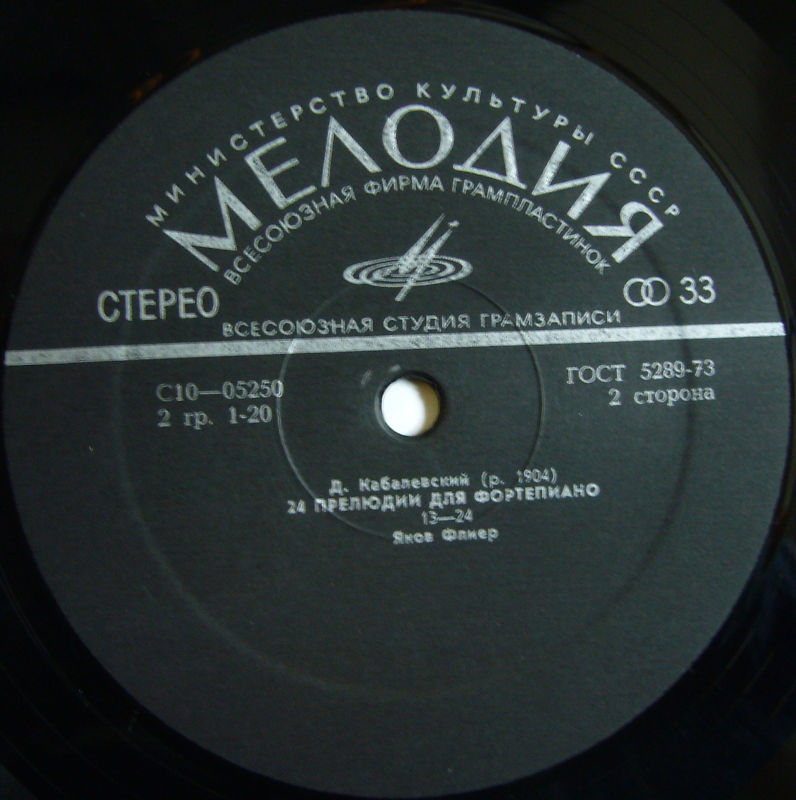 МИНИСТЕРСТВО КУЛЬТУРЫ СССР
МЕЛОДИЯ
ВСЕСОЮЗНАЯ ФИРМА ГРАМПЛАСТИНОК
СТЕРЕО
33
ВСЕСОЮЗНАЯ СТУДИЯ ГРАМЗАПИСИ
С10—05250
ГОСТ 5289-73
2 гр. 1-20
2 сторона
Д. Кабалевский (р. 1904)
24 ПРЕЛЮДИИ ДЛЯ ФОРТЕПИАНО
13—24
Яков Флиер